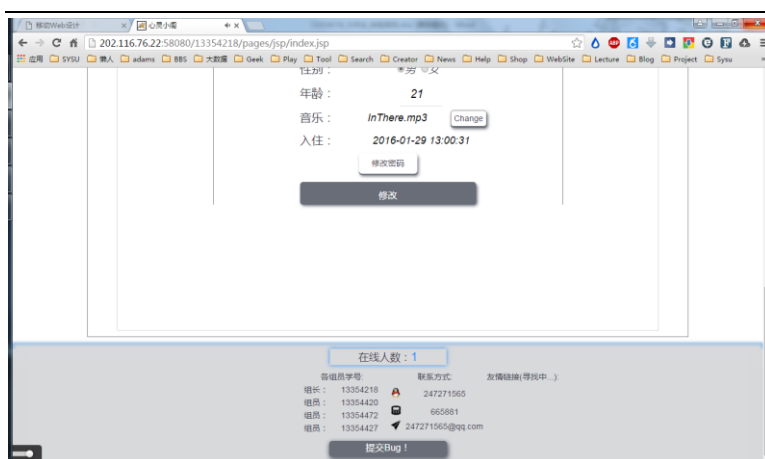 移动Web设计 心灵小屋
202.116.76.22:58080/13354218/pages/jsp/index.jsp
应用 SYSU 懒人 adams BBS 大数据 Geek Play Tool Search Creator News Help Shop WebSite Lecture Blog Project Sysu
性别： 男 女
年龄： 21
音乐： InThere.mp3 Change
入住： 2016-01-29 13:00:31
修改密码
修改
在线人数：1
各组员学号: 联系方式: 友情链接(寻找中...):
组长： 13354218 247271565
组员： 13354420
组员： 13354472 665881
组员： 13354427 247271565@qq.com
提交Bug！